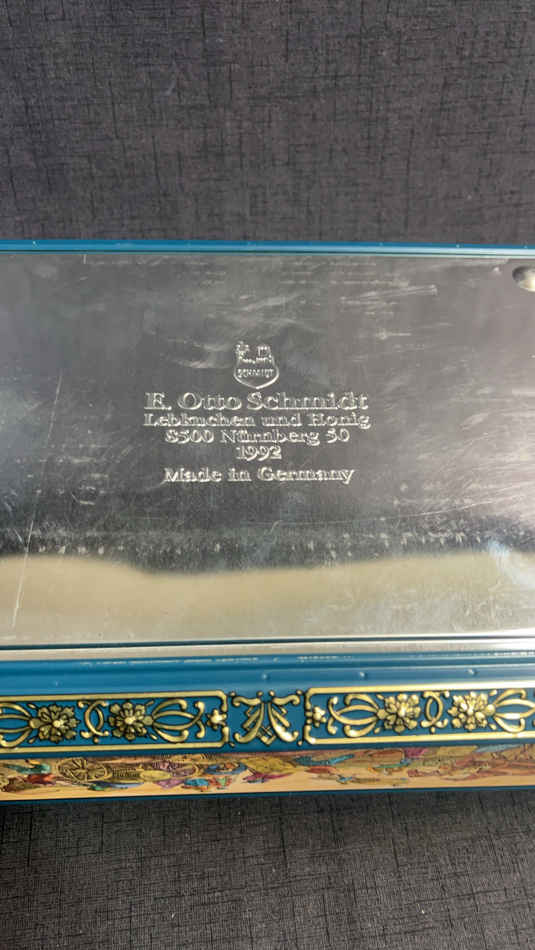 SCHMIDT
E. Otto Schmidt
Lebkuchen und Honig
8500 Nürnberg 50
1992
Made in Germany